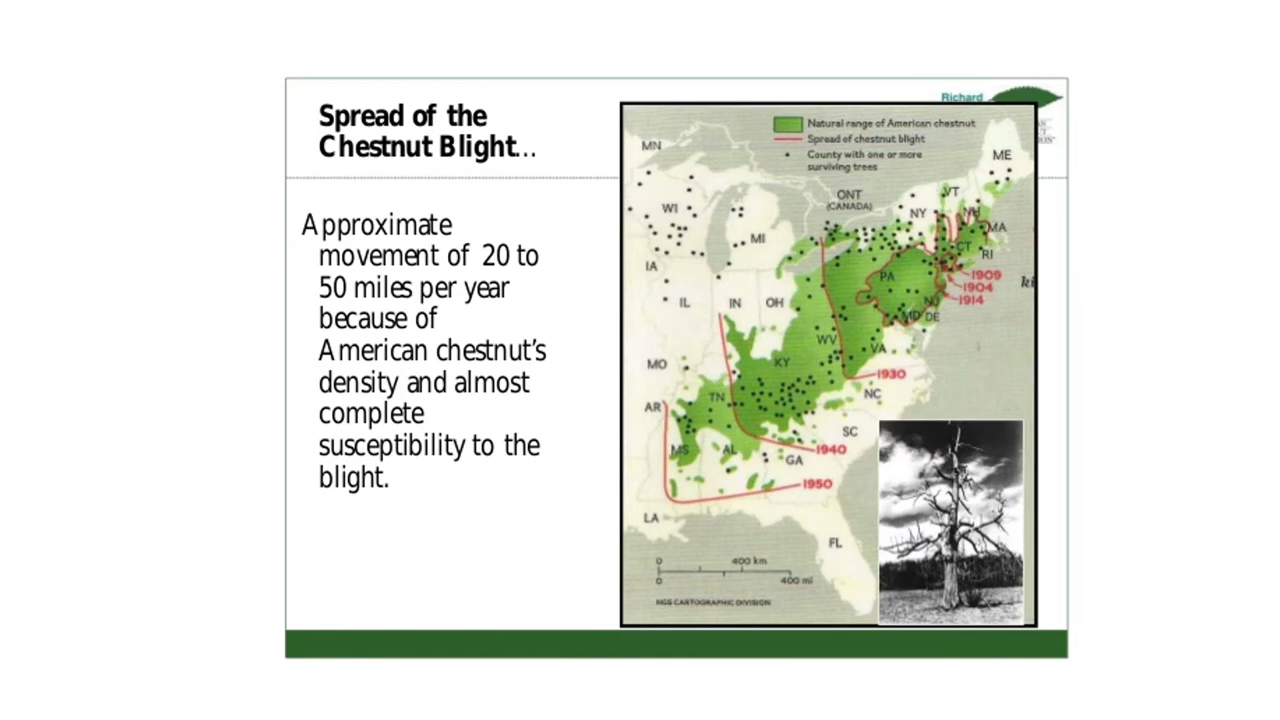 Spread of the
Chestnut Blight...
Approximate
movement of 20 to
50 miles per year
because of
American chestnut's
density and almost
complete
susceptibility to the
blight.
Richard
Natural range of American chestnut
Spread of chestnut blight
County with one or more
surviving trees
MN
ME
ONT
(CANADA)
VT
WI
NY
NH
MA
MI
CT
RI
IA
PA
1909
1904
IL
IN
OH
NJ
1914
MD
DE
WV
VA
MO
KY
1930
NC
TN
AR
SC
MS
AL
GA
1940
1950
LA
FL
0
400 km
0
400 mi
NGS CARTOGRAPHIC DIVISION
ki